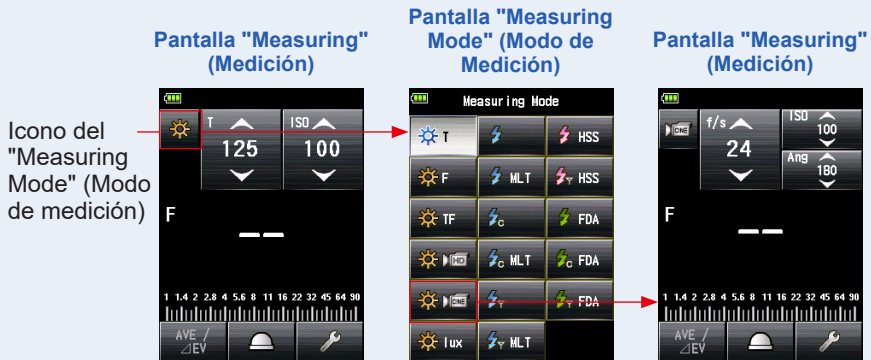 Pantalla "Measuring"
(Medición)
Pantalla "Measuring
Mode" (Modo de
Medición)
Pantalla "Measuring"
(Medición)
Icono del
"Measuring
Mode" (Modo
de medición)
T
125
ISO
100
F
1 1.4 2 2.8 4 5.6 8 11 16 22 32 45 64 90
AVE /
⊿EV
Measuring Mode
T
HSS
F
MLT
HSS
TF
C
FDA
HD
C MLT
C FDA
CNE
FDA
lux
MLT
CNE
f/s
24
ISO
100
Ang
180
F
1 1.4 2 2.8 4 5.6 8 11 16 22 32 45 64 90
AVE /
⊿EV